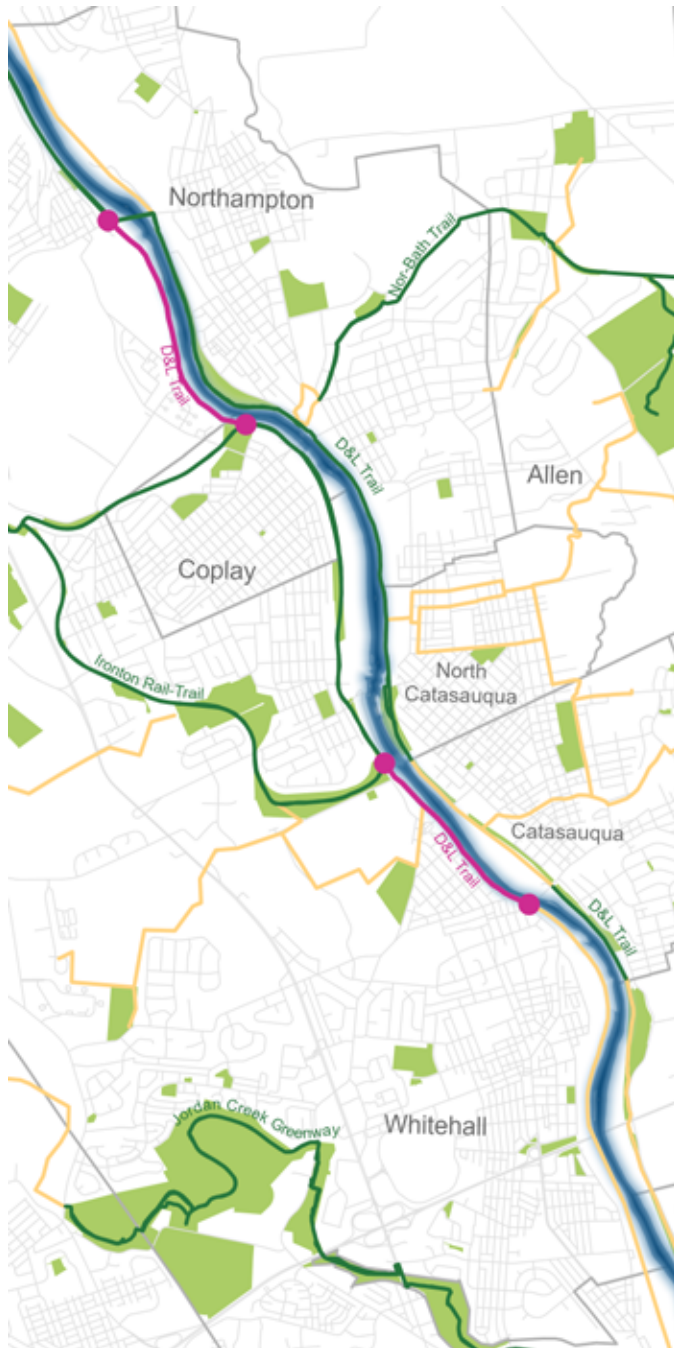 Northampton
Nor-Bath Trail
D&L Trail
D&L Trail
Allen
Coplay
Ironton Rail-Trail
North
Catasauqua
Catasauqua
D&L Trail
D&L Trail
Jordan Creek Greenway
Whitehall